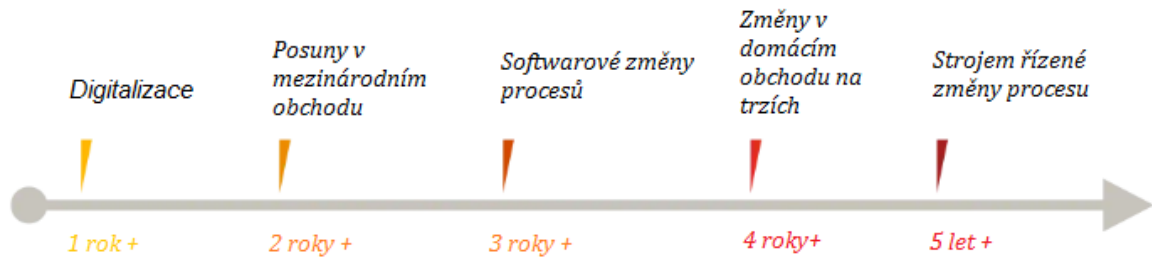 Digitalizace
Posuny v
mezinárodním
obchodu
Softwarové změny
procesů
Změny v
domácím
obchodu na
trzích
Strojem řízené
změny procesu
1 rok +
2 roky +
3 roky +
4 roky+
5 let +